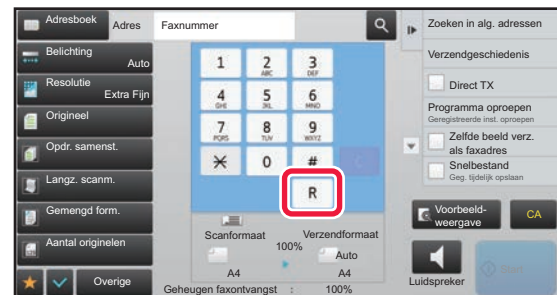 Adresboek
Adres
Faxnummer
Zoeken in alg. adressen
Belichting
Auto
Verzendgeschiedenis
Resolutie
Extra Fijn
Direct TX
Origineel
Programma oproepen
Geregistreerde inst. oproepen
Opdr. samenst.
Zelfde beeld verz.
als faxadres
Langz. scanm.
Snelbestand
Geg. tijdelijk opslaan
Gemengd form.
Aantal originelen
Overige
1
2
ABC
3
DEF
4
GHI
5
JKL
6
MNO
7
PQRS
8
TUV
9
WXYZ
0
#
C
R
Scanformaat
100%
Verzendformaat
Auto
A4
A4
Geheugen faxontvangst : 100%
Voorbeeld-
weergave
CA
Luidspreker
Start